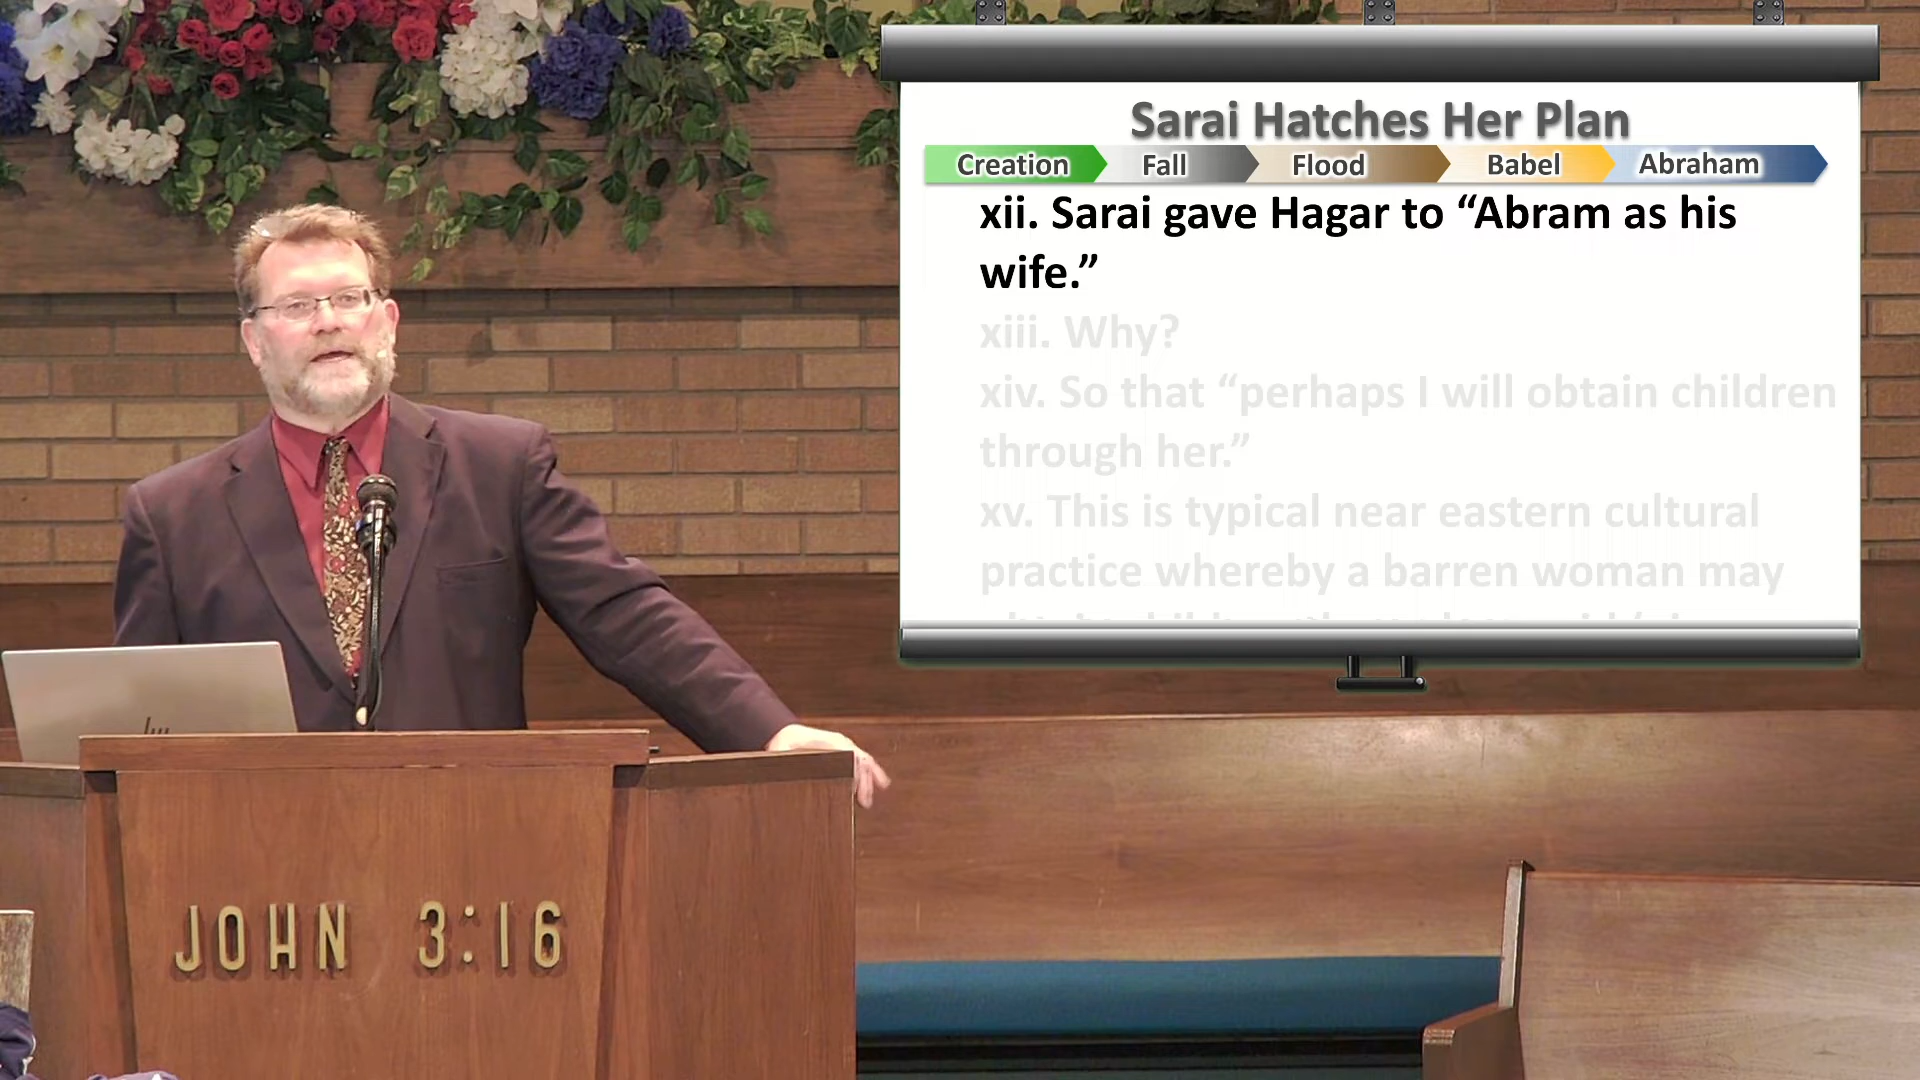 Sarai Hatches Her Plan
Creation Fall Flood Babel Abraham
xii. Sarai gave Hagar to “Abram as his
wife.”
xiii. Why?
xiv. So that “perhaps I will obtain children
through her.”
xv. This is typical near eastern cultural
practice whereby a barren woman may
JOHN 3:16